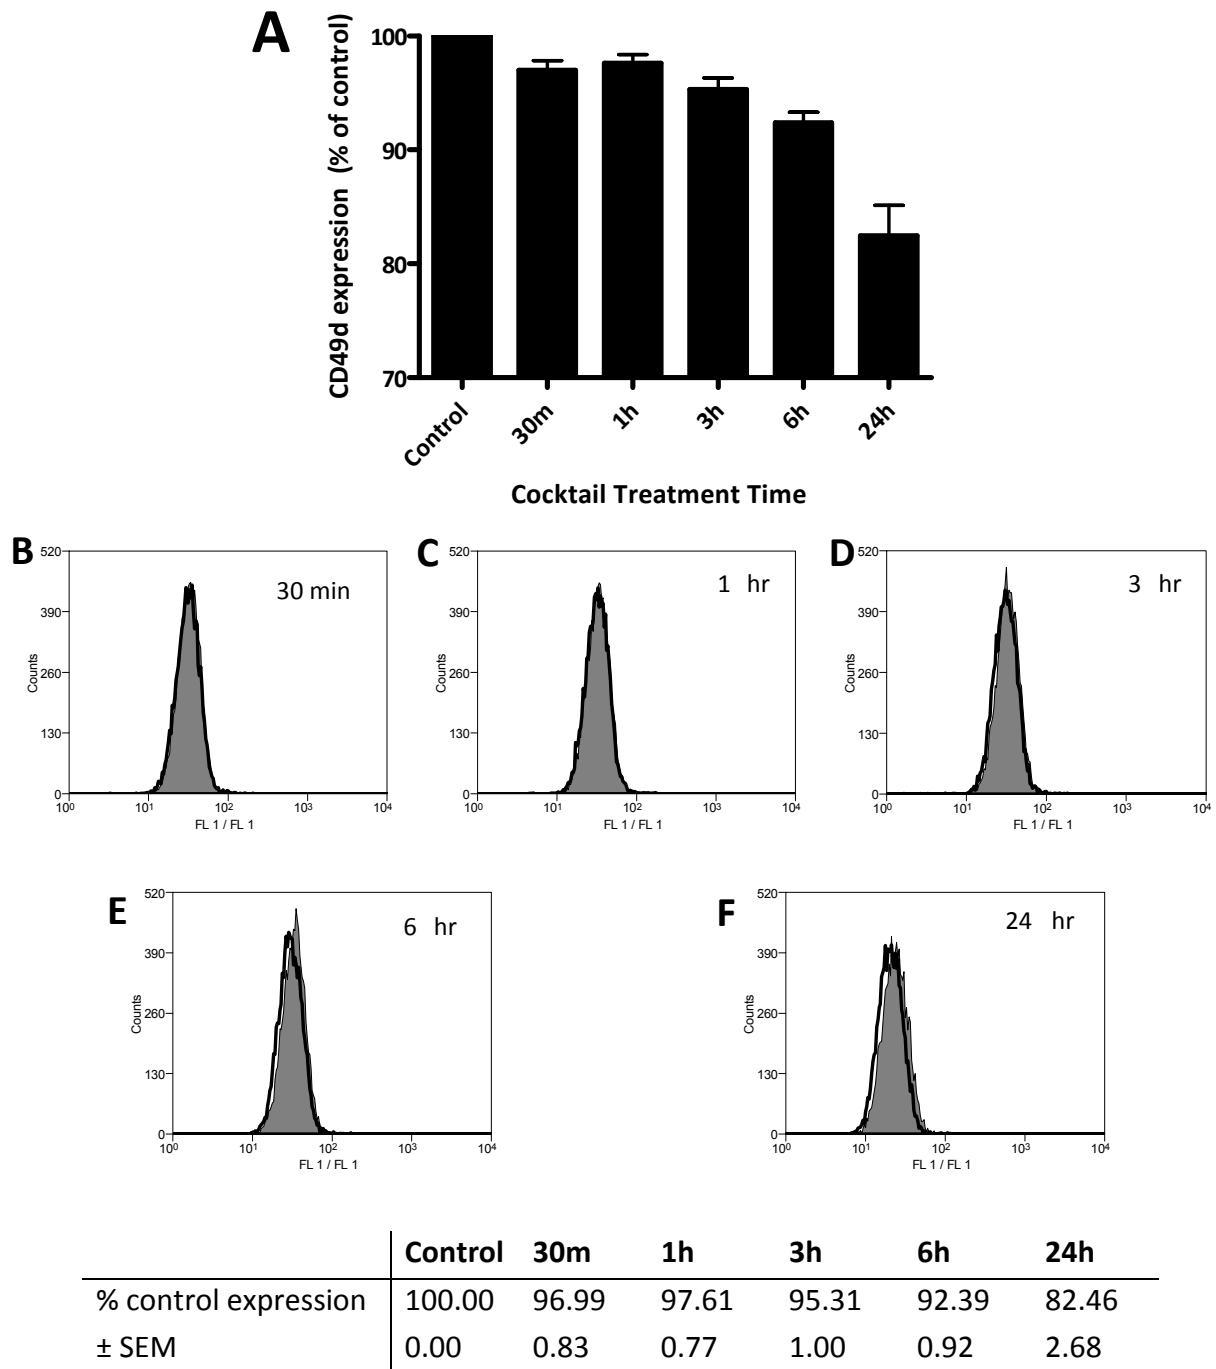 A
CD49d expression (% of control)
100
90
80
70
Control
30m
1h
3h
6h
24h
Cocktail Treatment Time
B
520
390
260
130
0
Counts
30 min
10⁰ 10¹ 10² 10³ 10⁴
FL 1 / FL 1
C
520
390
260
130
0
Counts
1 hr
10⁰ 10¹ 10² 10³ 10⁴
FL 1 / FL 1
D
520
390
260
130
0
Counts
3 hr
10⁰ 10¹ 10² 10³ 10⁴
FL 1 / FL 1
E
520
390
260
130
0
Counts
6 hr
10⁰ 10¹ 10² 10³ 10⁴
FL 1 / FL 1
F
520
390
260
130
0
Counts
24 hr
10⁰ 10¹ 10² 10³ 10⁴
FL 1 / FL 1
Control 30m 1h 3h 6h 24h
% control expression 100.00 96.99 97.61 95.31 92.39 82.46
± SEM 0.00 0.83 0.77 1.00 0.92 2.68